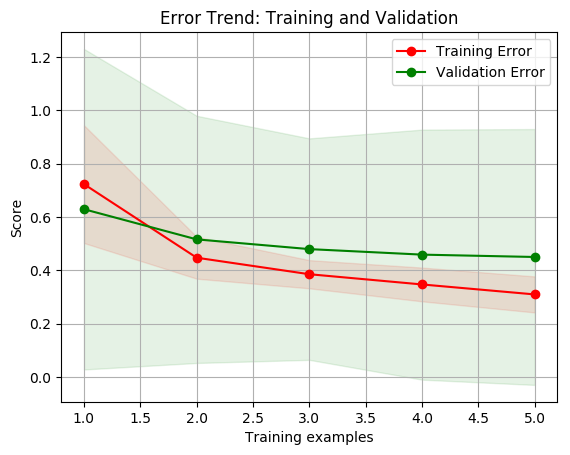 Error Trend: Training and Validation
Training Error
Validation Error
Score
1.2
1.0
0.8
0.6
0.4
0.2
0.0
1.0 1.5 2.0 2.5 3.0 3.5 4.0 4.5 5.0
Training examples